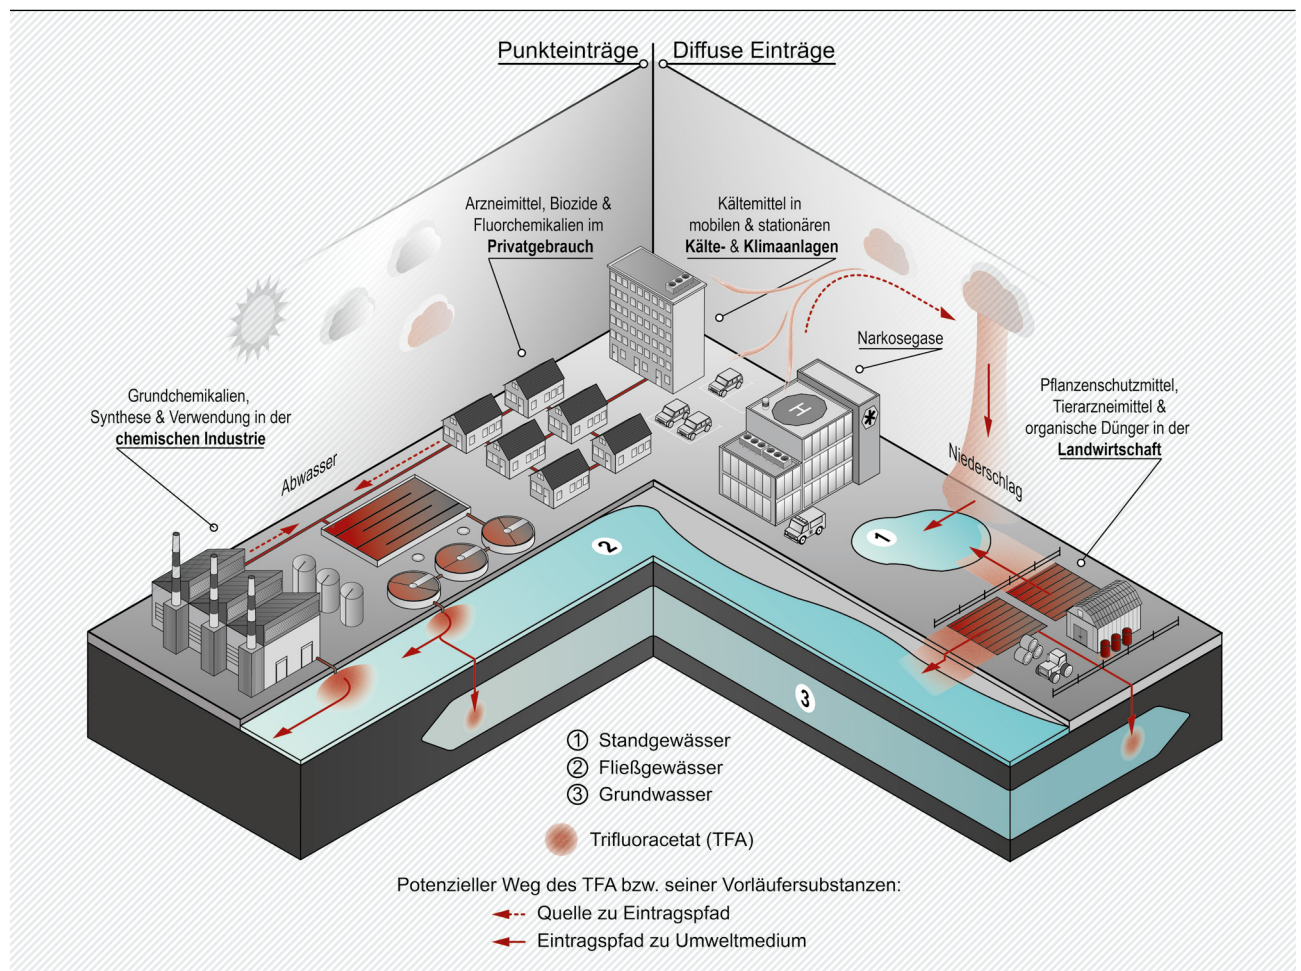 Punkteinträge
Diffuse Einträge
Arzneimittel, Biozide &
Fluorchemikalien im
Privatgebrauch
Kältemittel in
mobilen & stationären
Kälte- & Klimaanlagen
Narkosegase
Grundchemikalien,
Synthese & Verwendung in der
chemischen Industrie
Pflanzenschutzmittel,
Tierarzneimittel &
organische Dünger in der
Landwirtschaft
Abwasser
Niederschlag
H
1
2
3
1 Standgewässer
2 Fließgewässer
3 Grundwasser
Trifluoracetat (TFA)
Potenzieller Weg des TFA bzw. seiner Vorläufersubstanzen:
Quelle zu Eintragspfad
Eintragspfad zu Umweltmedium